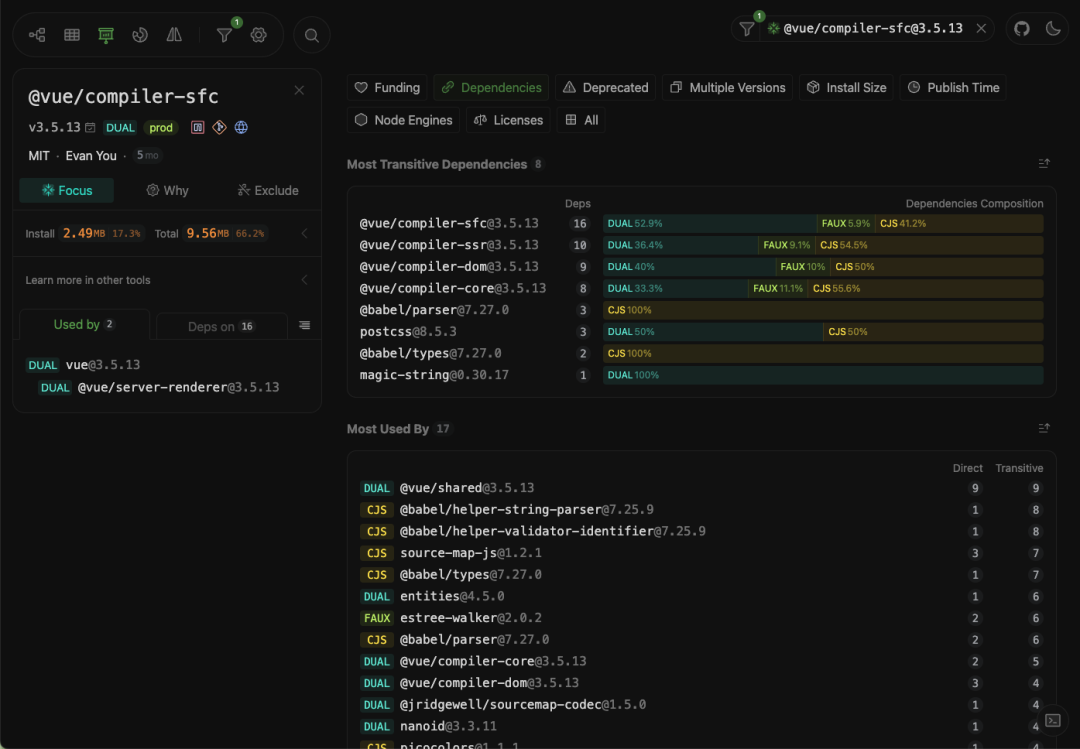 1
1
@vue/compiler-sfc@3.5.13
@vue/compiler-sfc
v3.5.13 DUAL prod
MIT · Evan You · 5mo
Focus Why Exclude
Install 2.49MB 17.3% Total 9.56MB 66.2%
Learn more in other tools
Used by 2 Deps on 16
DUAL vue@3.5.13
DUAL @vue/server-renderer@3.5.13
Funding Dependencies Deprecated Multiple Versions Install Size Publish Time
Node Engines Licenses All
Most Transitive Dependencies 8
Deps Dependencies Composition
@vue/compiler-sfc@3.5.13 16 DUAL 52.9% FAUX 5.9% CJS 41.2%
@vue/compiler-ssr@3.5.13 10 DUAL 36.4% FAUX 9.1% CJS 54.5%
@vue/compiler-dom@3.5.13 9 DUAL 40% FAUX 10% CJS 50%
@vue/compiler-core@3.5.13 8 DUAL 33.3% FAUX 11.1% CJS 55.6%
@babel/parser@7.27.0 3 CJS 100%
postcss@8.5.3 3 DUAL 50% CJS 50%
@babel/types@7.27.0 2 CJS 100%
magic-string@0.30.17 1 DUAL 100%
Most Used By 17
Direct Transitive
DUAL @vue/shared@3.5.13 9 9
CJS @babel/helper-string-parser@7.25.9 1 8
CJS @babel/helper-validator-identifier@7.25.9 1 8
CJS source-map-js@1.2.1 3 7
CJS @babel/types@7.27.0 1 7
DUAL entities@4.5.0 1 6
FAUX estree-walker@2.0.2 2 6
CJS @babel/parser@7.27.0 2 6
DUAL @vue/compiler-core@3.5.13 2 5
DUAL @vue/compiler-dom@3.5.13 3 4
DUAL @jridgewell/sourcemap-codec@1.5.0 1 4
DUAL nanoid@3.3.11 1 4
CJS picocolors@1.1.1 1 4